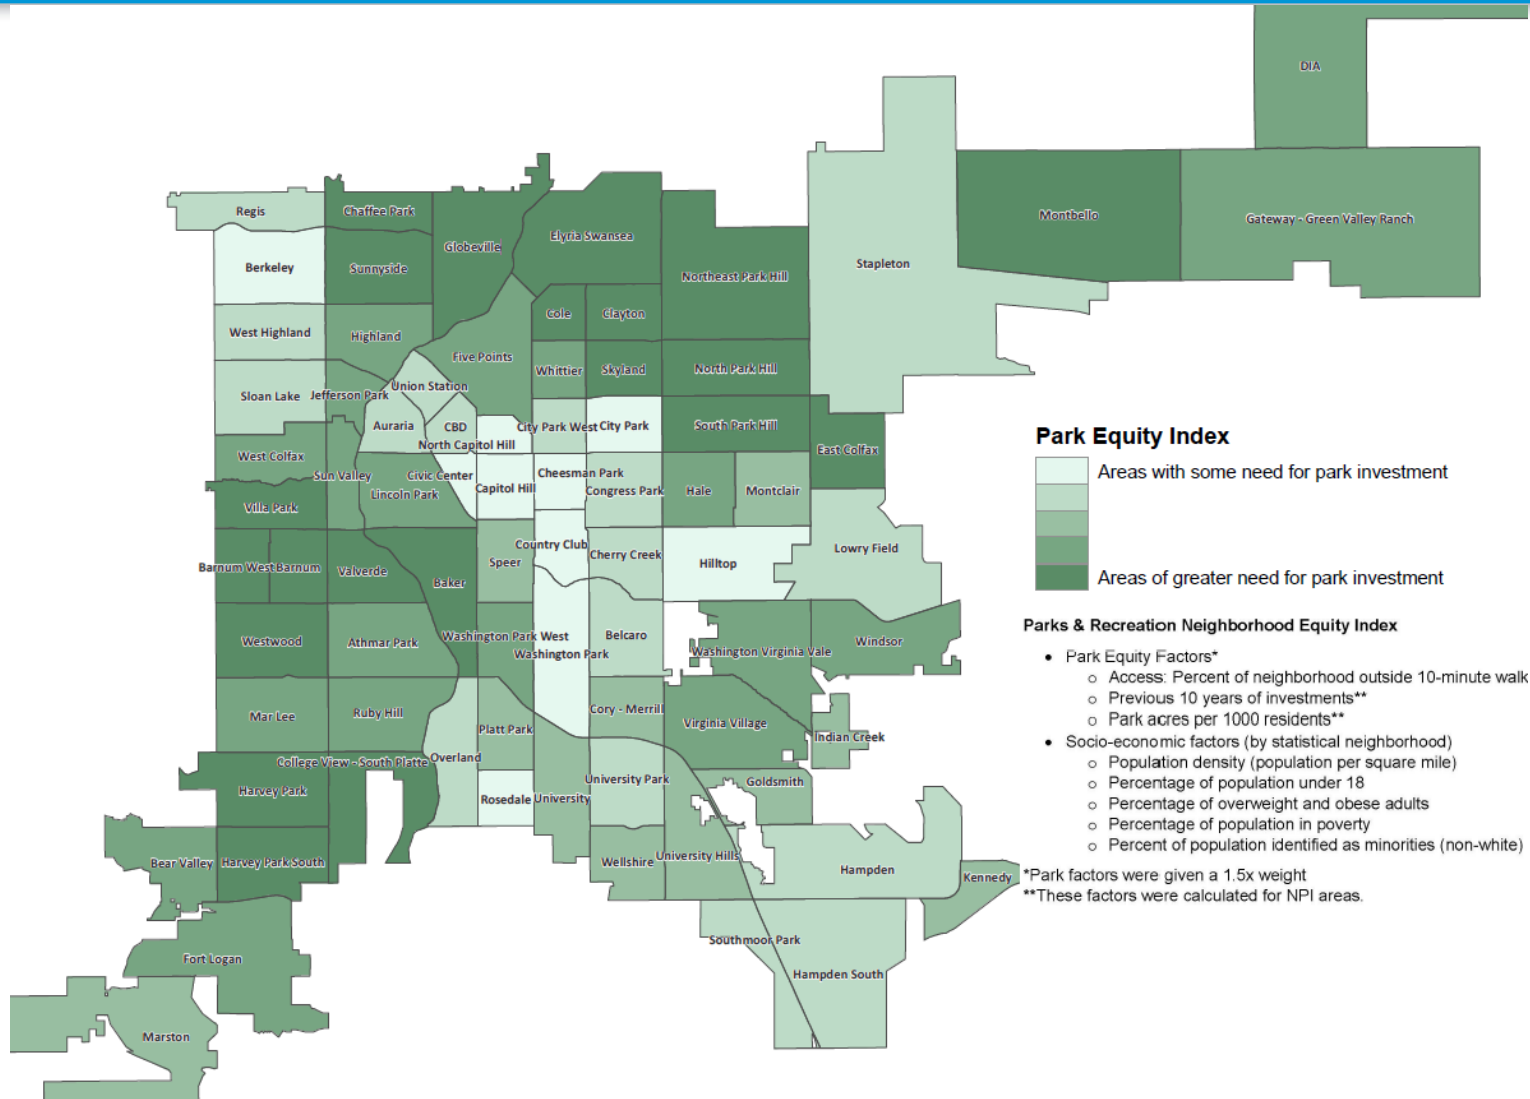 DIA
Regis
Chaffee Park
Montbello
Gateway - Green Valley Ranch
Globeville
Elyria Swansea
Berkeley
Sunnyside
Northeast Park Hill
Stapleton
West Highland
Highland
Cole
Clayton
Five Points
Whittier
Skyland
North Park Hill
Union Station
Sloan Lake
Jefferson Park
Auraria
CBD
City Park West
City Park
South Park Hill
North Capitol Hill
East Colfax
West Colfax
Sun Valley
Civic Center
Cheesman Park
Lincoln Park
Capitol Hill
Congress Park
Hale
Montclair
Villa Park
Country Club
Cherry Creek
Lowry Field
Barnum West
Barnum
Valverde
Baker
Speer
Hilltop
Westwood
Athmar Park
Washington Park West
Washington Park
Belcaro
Washington Virginia Vale
Windsor
Mar Lee
Ruby Hill
Platt Park
Cory - Merrill
Virginia Village
Indian Creek
College View - South Platte
Overland
Harvey Park
University Park
Goldsmith
Rosedale
University
Bear Valley
Harvey Park South
Wellshire
University Hills
Hampden
Kennedy
Fort Logan
Southmoor Park
Hampden South
Marston
Park Equity Index
Areas with some need for park investment
Areas of greater need for park investment
Parks & Recreation Neighborhood Equity Index
• Park Equity Factors*
o Access: Percent of neighborhood outside 10-minute walk
o Previous 10 years of investments**
o Park acres per 1000 residents**
• Socio-economic factors (by statistical neighborhood)
o Population density (population per square mile)
o Percentage of population under 18
o Percentage of overweight and obese adults
o Percentage of population in poverty
o Percent of population identified as minorities (non-white)
*Park factors were given a 1.5x weight
**These factors were calculated for NPI areas.